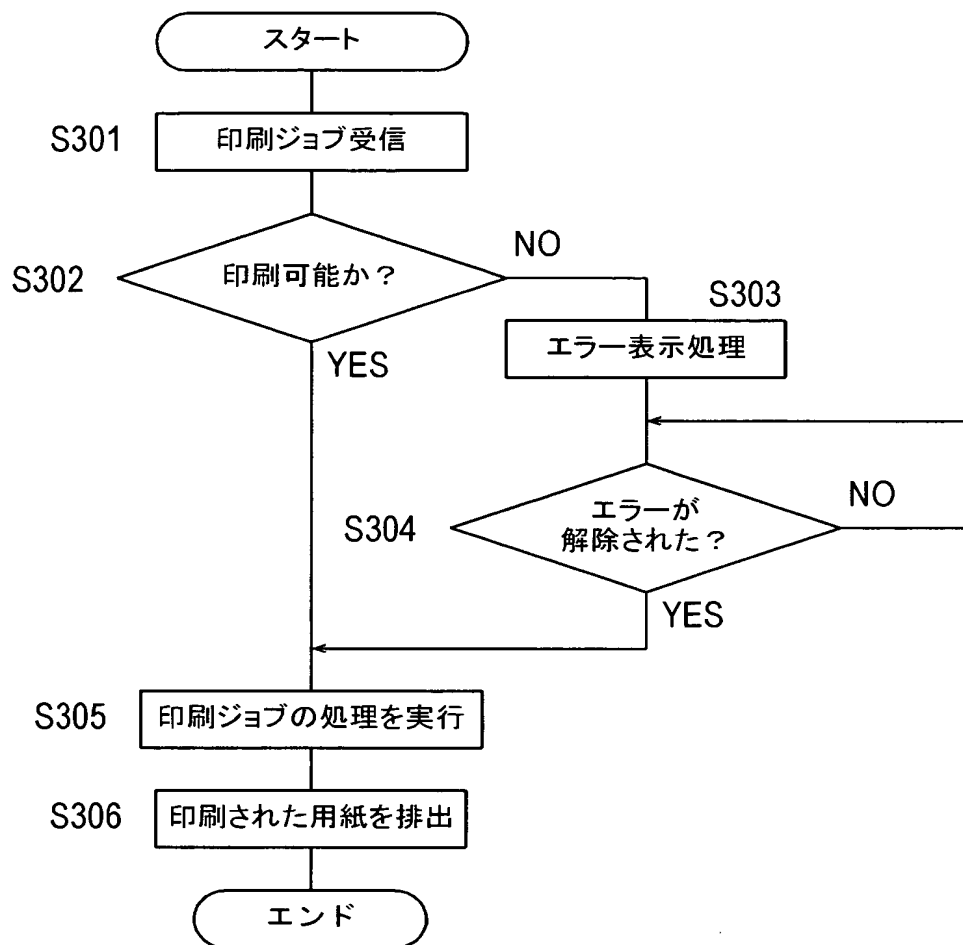 スタート
S301
印刷ジョブ受信
S302
印刷可能か？
NO
YES
S303
エラー表示処理
S304
エラーが
解除された？
NO
YES
S305
印刷ジョブの処理を実行
S306
印刷された用紙を排出
エンド